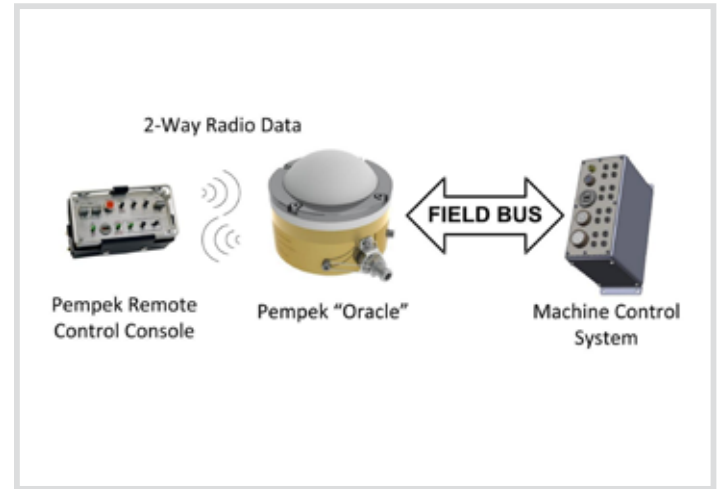 2-Way Radio Data
FIELD BUS
Pempek Remote
Control Console
Pempek “Oracle”
Machine Control
System